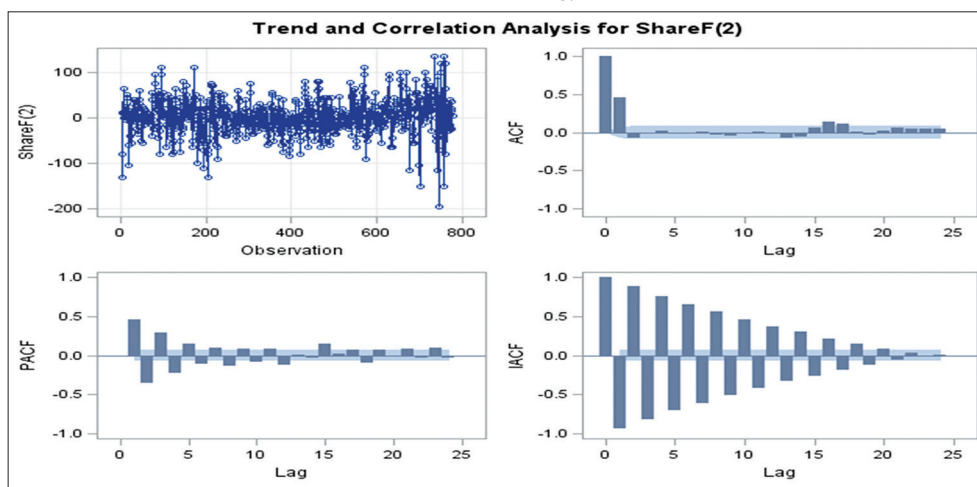 Trend and Correlation Analysis for ShareF(2)
ShareF(2)
100
0
-100
-200
0 200 400 600 800
Observation
ACF
1.0
0.5
0.0
-0.5
-1.0
0 5 10 15 20 25
Lag
PACF
1.0
0.5
0.0
-0.5
-1.0
0 5 10 15 20 25
Lag
IACF
1.0
0.5
0.0
-0.5
-1.0
0 5 10 15 20 25
Lag